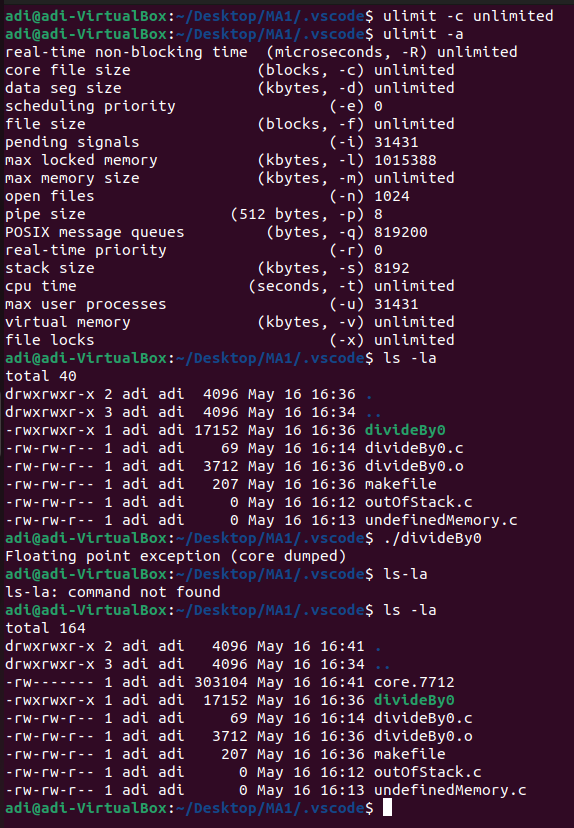 adi@adi-VirtualBox:~/Desktop/MA1/.vscode$ ulimit -c unlimited
adi@adi-VirtualBox:~/Desktop/MA1/.vscode$ ulimit -a
real-time non-blocking time  (microseconds, -R) unlimited
core file size              (blocks, -c) unlimited
data seg size               (kbytes, -d) unlimited
scheduling priority                 (-e) 0
file size                   (blocks, -f) unlimited
pending signals                     (-i) 31431
max locked memory           (kbytes, -l) 1015388
max memory size             (kbytes, -m) unlimited
open files                          (-n) 1024
pipe size                (512 bytes, -p) 8
POSIX message queues         (bytes, -q) 819200
real-time priority                  (-r) 0
stack size                  (kbytes, -s) 8192
cpu time                   (seconds, -t) unlimited
max user processes                  (-u) 31431
virtual memory              (kbytes, -v) unlimited
file locks                          (-x) unlimited
adi@adi-VirtualBox:~/Desktop/MA1/.vscode$ ls -la
total 40
drwxrwxr-x 2 adi adi  4096 May 16 16:36 .
drwxrwxr-x 3 adi adi  4096 May 16 16:34 ..
-rwxrwxr-x 1 adi adi 17152 May 16 16:36 divideBy0
-rw-rw-r-- 1 adi adi    69 May 16 16:14 divideBy0.c
-rw-rw-r-- 1 adi adi  3712 May 16 16:36 divideBy0.o
-rw-rw-r-- 1 adi adi   207 May 16 16:36 makefile
-rw-rw-r-- 1 adi adi     0 May 16 16:12 outOfStack.c
-rw-rw-r-- 1 adi adi     0 May 16 16:13 undefinedMemory.c
adi@adi-VirtualBox:~/Desktop/MA1/.vscode$ ./divideBy0
Floating point exception (core dumped)
adi@adi-VirtualBox:~/Desktop/MA1/.vscode$ ls-la
ls-la: command not found
adi@adi-VirtualBox:~/Desktop/MA1/.vscode$ ls -la
total 164
drwxrwxr-x 2 adi adi   4096 May 16 16:41 .
drwxrwxr-x 3 adi adi   4096 May 16 16:34 ..
-rw------- 1 adi adi 303104 May 16 16:41 core.7712
-rwxrwxr-x 1 adi adi  17152 May 16 16:36 divideBy0
-rw-rw-r-- 1 adi adi     69 May 16 16:14 divideBy0.c
-rw-rw-r-- 1 adi adi   3712 May 16 16:36 divideBy0.o
-rw-rw-r-- 1 adi adi    207 May 16 16:36 makefile
-rw-rw-r-- 1 adi adi      0 May 16 16:12 outOfStack.c
-rw-rw-r-- 1 adi adi      0 May 16 16:13 undefinedMemory.c
adi@adi-VirtualBox:~/Desktop/MA1/.vscode$